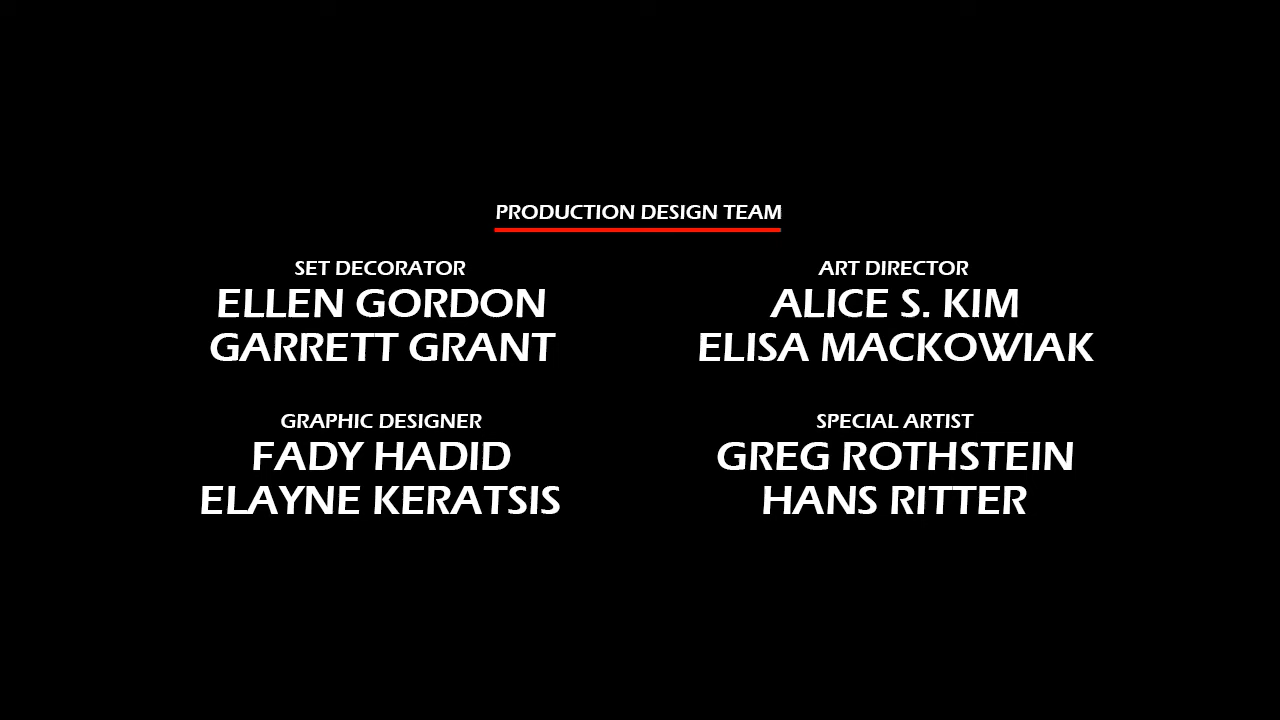 PRODUCTION DESIGN TEAM
SET DECORATOR
ELLEN GORDON
GARRETT GRANT
ART DIRECTOR
ALICE S. KIM
ELISA MACKOWIAK
GRAPHIC DESIGNER
FADY HADID
ELAYNE KERATSIS
SPECIAL ARTIST
GREG ROTHSTEIN
HANS RITTER